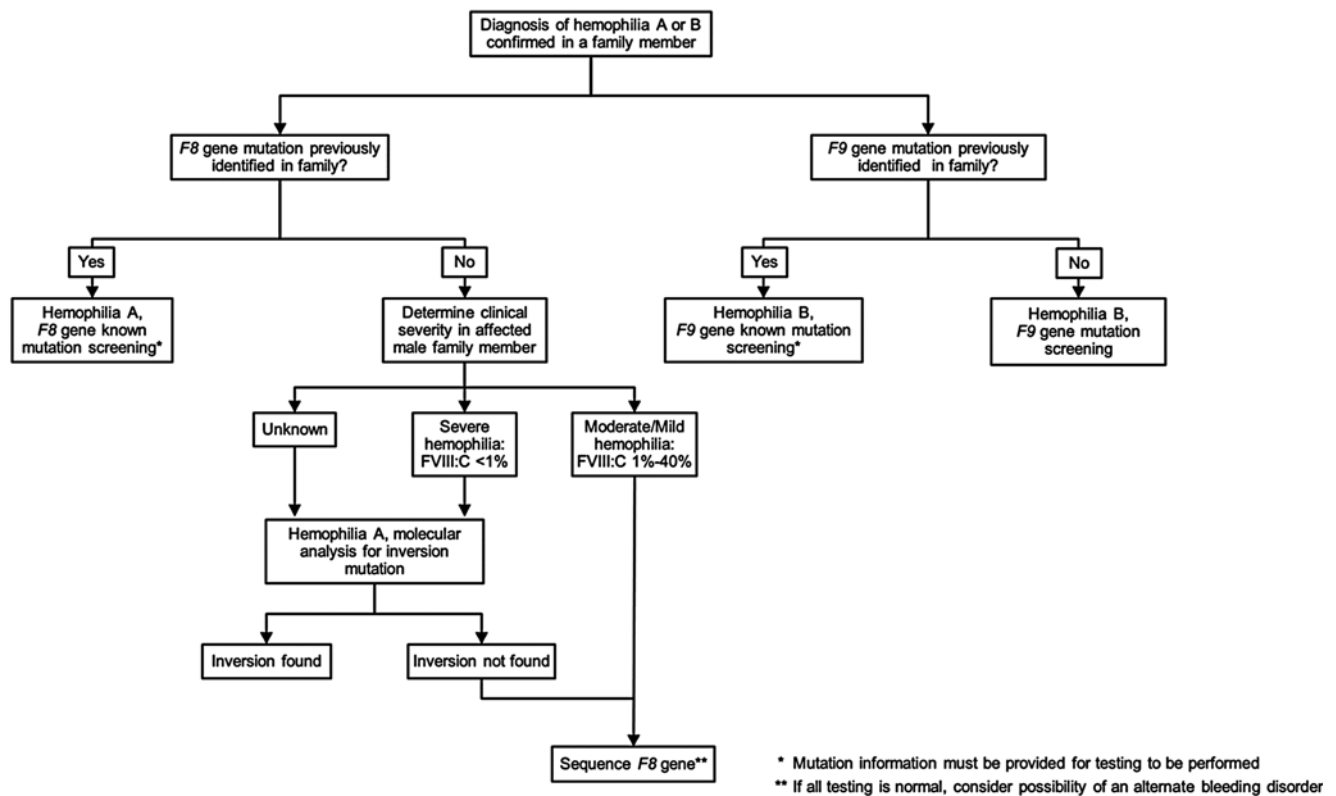 Diagnosis of hemophilia A or B
confirmed in a family member
F8 gene mutation previously
identified in family?
F9 gene mutation previously
identified in family?
Yes
No
Yes
No
Hemophilia A,
F8 gene known
mutation screening*
Determine clinical
severity in affected
male family member
Hemophilia B,
F9 gene known mutation
screening*
Hemophilia B,
F9 gene mutation
screening
Unknown
Severe
hemophilia:
FVIII:C <1%
Moderate/Mild
hemophilia:
FVIII:C 1%-40%
Hemophilia A, molecular
analysis for inversion
mutation
Inversion found
Inversion not found
Sequence F8 gene**
* Mutation information must be provided for testing to be performed
** If all testing is normal, consider possibility of an alternate bleeding disorder